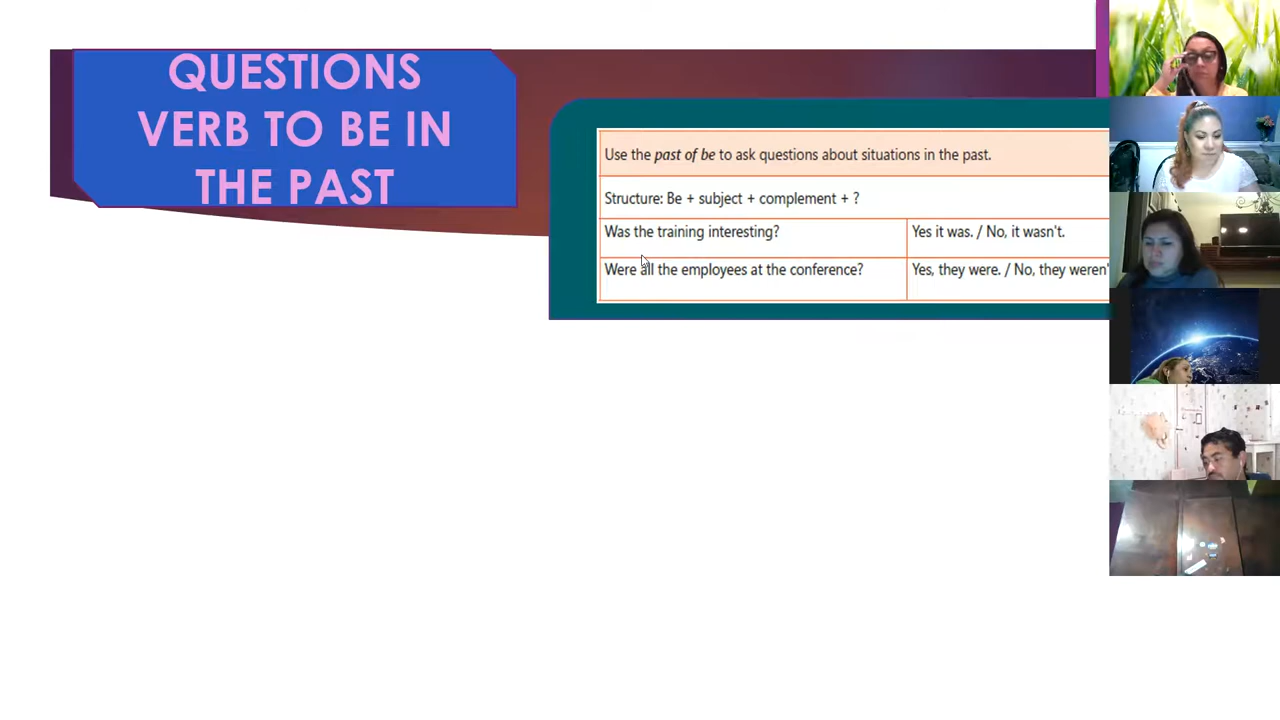 QUESTIONS
VERB TO BE IN
THE PAST
Use the past of be to ask questions about situations in the past.
Structure: Be + subject + complement + ?
Was the training interesting?
Yes it was. / No, it wasn't.
Were all the employees at the conference?
Yes, they were. / No, they weren'